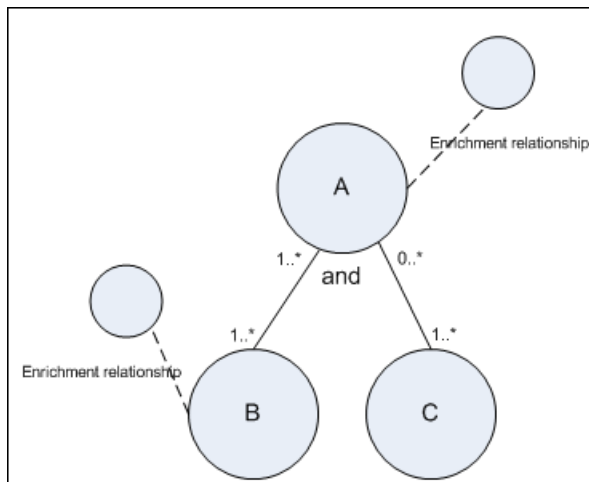 Enrichment relationship
A
1..*
0..*
and
1..*
1..*
Enrichment relationship
B
C